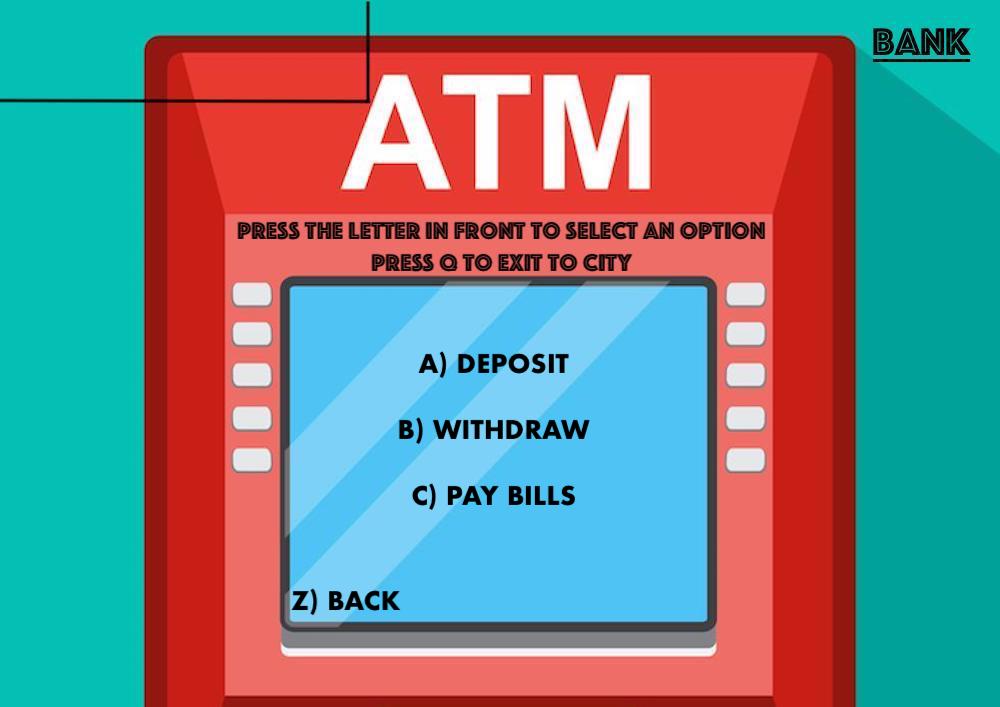 BANK
ATM
PRESS THE LETTER IN FRONT TO SELECT AN OPTION
PRESS Q TO EXIT TO CITY
A) DEPOSIT
B) WITHDRAW
C) PAY BILLS
Z) BACK